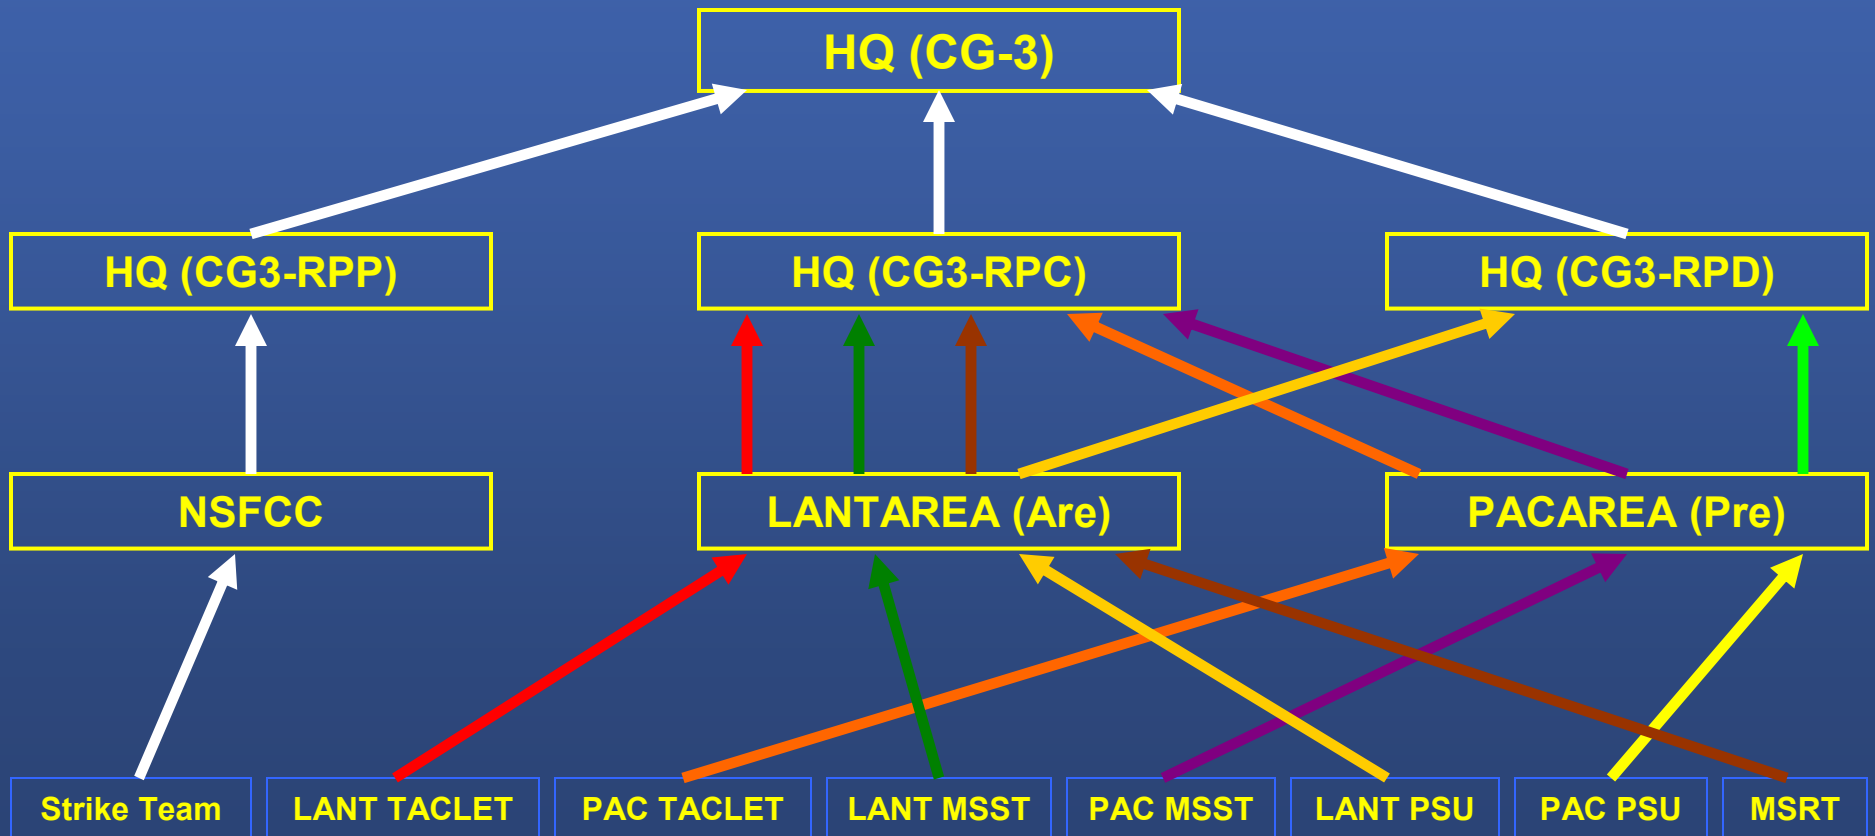 HQ (CG-3)
HQ (CG3-RPP)
HQ (CG3-RPC)
HQ (CG3-RPD)
NSFCC
LANTAREA (Are)
PACAREA (Pre)
Strike Team
LANT TACLET
PAC TACLET
LANT MSST
PAC MSST
LANT PSU
PAC PSU
MSRT